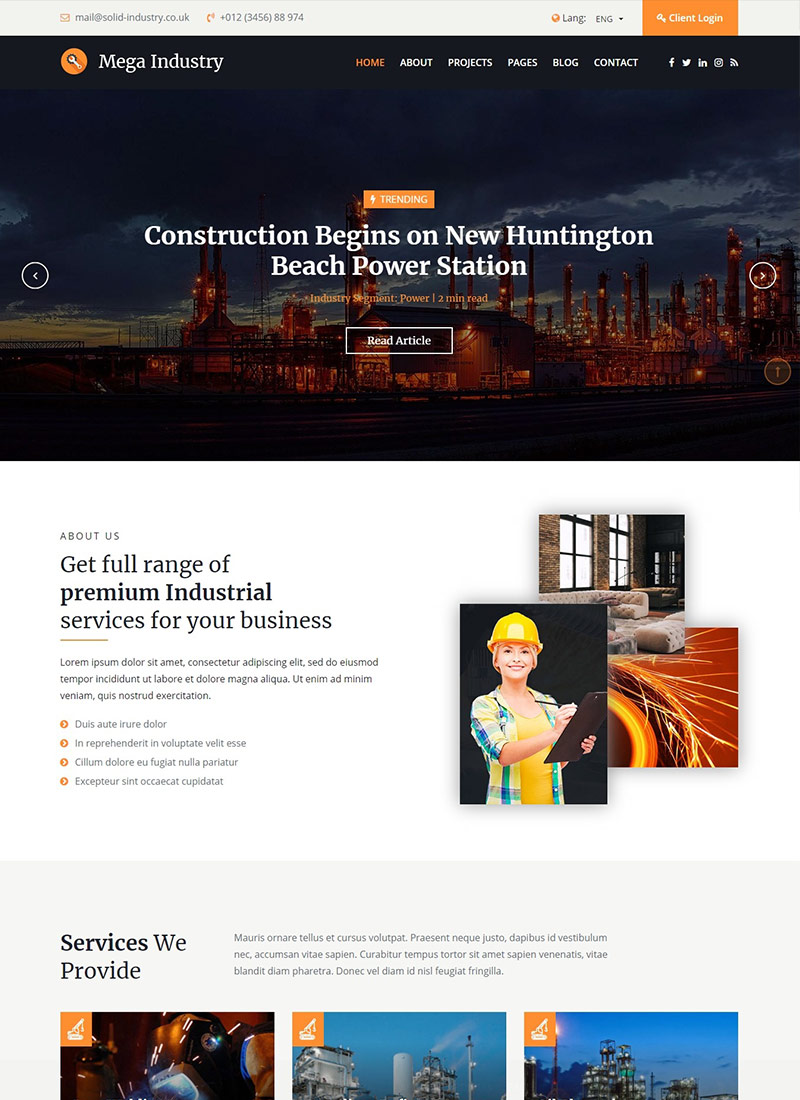 mail@solid-industry.co.uk
+012 (3456) 88 974
Lang: ENG
Client Login
Mega Industry
HOME ABOUT PROJECTS PAGES BLOG CONTACT
TRENDING
Construction Begins on New Huntington
Beach Power Station
Industry Segment: Power | 2 min read
Read Article
ABOUT US
Get full range of
premium Industrial
services for your business
Lorem ipsum dolor sit amet, consectetur adipiscing elit, sed do eiusmod
tempor incididunt ut labore et dolore magna aliqua. Ut enim ad minim
veniam, quis nostrud exercitation.
Duis aute irure dolor
In reprehenderit in voluptate velit esse
Cillum dolore eu fugiat nulla pariatur
Excepteur sint occaecat cupidatat
Services We
Provide
Mauris ornare tellus et cursus volutpat. Praesent neque justo, dapibus id vestibulum
nec, accumsan vitae sapien. Curabitur tempus tortor sit amet sapien venenatis, vitae
blandit diam pharetra. Donec vel diam id nisl feugiat fringilla.